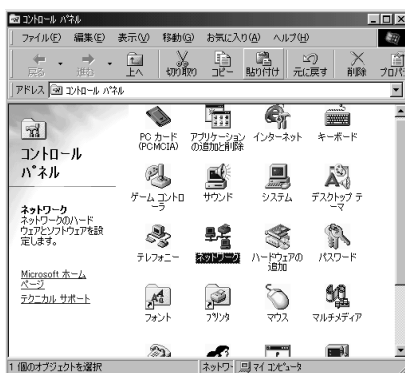 コントロール パネル
ファイル(F) 編集(E) 表示(V) 移動(G) お気に入り(A) ヘルプ(H)
戻る 進む 上へ 切り取り コピー 貼り付け 元に戻す 削除 プロパ
アドレス コントロール パネル
コントロール
パネル
ネットワーク
ネットワークのハード
ウェアとソフトウェアを設
定します。
Microsoft ホーム
ページ
テクニカル サポート
PC カード
(PCMCIA)
アプリケーション
の追加と削除
インターネット
キーボード
ゲーム コントロ
ーラ
サウンド
システム
デスクトップ テ
ーマ
テレフォニー
ネットワーク
ハードウェアの
追加
パスワード
フォント
プリンタ
マウス
マルチメディア
1 個のオブジェクトを選択
ネットワ・
マイ コンピュータ